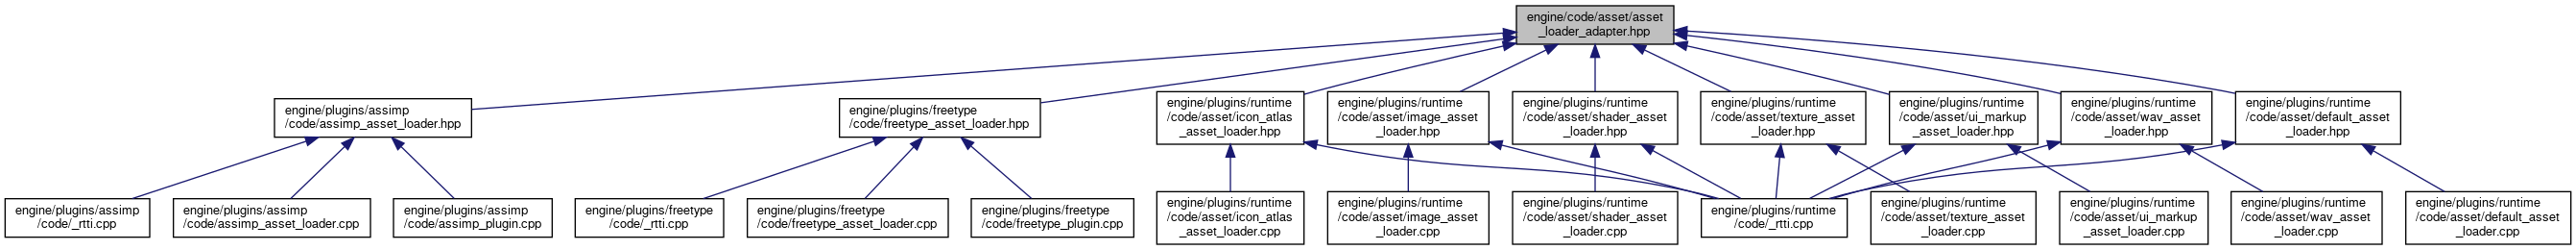 engine/code/asset/asset
_loader_adapter.hpp
engine/plugins/assimp
/code/assimp_asset_loader.hpp
engine/plugins/freetype
/code/freetype_asset_loader.hpp
engine/plugins/runtime
/code/asset/icon_atlas
_asset_loader.hpp
engine/plugins/runtime
/code/asset/image_asset
_loader.hpp
engine/plugins/runtime
/code/asset/shader_asset
_loader.hpp
engine/plugins/runtime
/code/asset/texture_asset
_loader.hpp
engine/plugins/runtime
/code/asset/ui_markup
_asset_loader.hpp
engine/plugins/runtime
/code/asset/wav_asset
_loader.hpp
engine/plugins/runtime
/code/asset/default_asset
_loader.hpp
engine/plugins/assimp
/code/_rtti.cpp
engine/plugins/assimp
/code/assimp_asset_loader.cpp
engine/plugins/assimp
/code/assimp_plugin.cpp
engine/plugins/freetype
/code/_rtti.cpp
engine/plugins/freetype
/code/freetype_asset_loader.cpp
engine/plugins/freetype
/code/freetype_plugin.cpp
engine/plugins/runtime
/code/asset/icon_atlas
_asset_loader.cpp
engine/plugins/runtime
/code/asset/image_asset
_loader.cpp
engine/plugins/runtime
/code/asset/shader_asset
_loader.cpp
engine/plugins/runtime
/code/_rtti.cpp
engine/plugins/runtime
/code/asset/texture_asset
_loader.cpp
engine/plugins/runtime
/code/asset/ui_markup
_asset_loader.cpp
engine/plugins/runtime
/code/asset/wav_asset
_loader.cpp
engine/plugins/runtime
/code/asset/default_asset
_loader.cpp